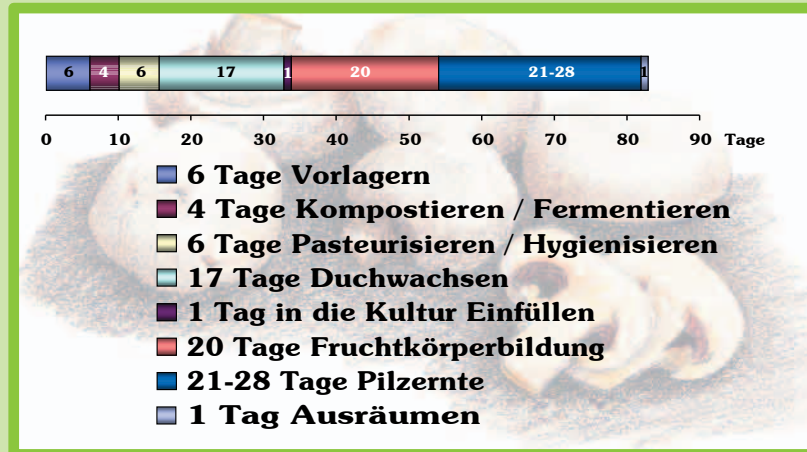 6 4 6 17 1 20 21-28 1
0 10 20 30 40 50 60 70 80 90 Tage
6 Tage Vorlagern
4 Tage Kompostieren / Fermentieren
6 Tage Pasteurisieren / Hygienisieren
17 Tage Duchwachsen
1 Tag in die Kultur Einfüllen
20 Tage Fruchtkörperbildung
21-28 Tage Pilzernte
1 Tag Ausräumen